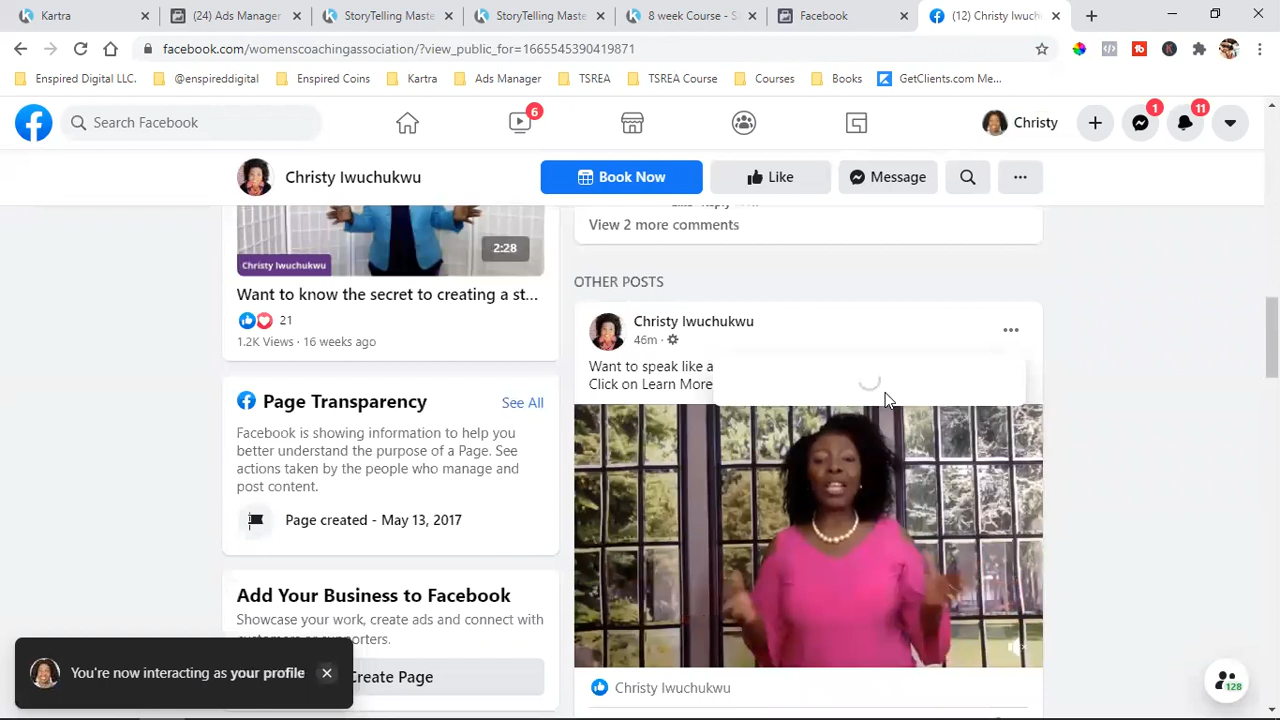 Kartra
(24) Ads Manager
StoryTelling Maste
StoryTelling Maste
8 week Course - S
Facebook
(12) Christy Iwuch
facebook.com/womenscoachingassociation/?view_public_for=1665545390419871
Enspired Digital LLC.
@enspireddigital
Enspired Coins
Kartra
Ads Manager
TSREA
TSREA Course
Courses
Books
GetClients.com Me...
Search Facebook
6
Christy
1
11
Christy Iwuchukwu
Book Now
Like
Message
2:28
Christy Iwuchukwu
Want to know the secret to creating a st...
21
1.2K Views · 16 weeks ago
Page Transparency
See All
Facebook is showing information to help you
better understand the purpose of a Page. See
actions taken by the people who manage and
post content.
Page created - May 13, 2017
Add Your Business to Facebook
Showcase your work, create ads and connect with
customers or supporters.
Create Page
You're now interacting as your profile
View 2 more comments
OTHER POSTS
Christy Iwuchukwu
46m ·
Want to speak like a
Click on Learn More
Christy Iwuchukwu
128